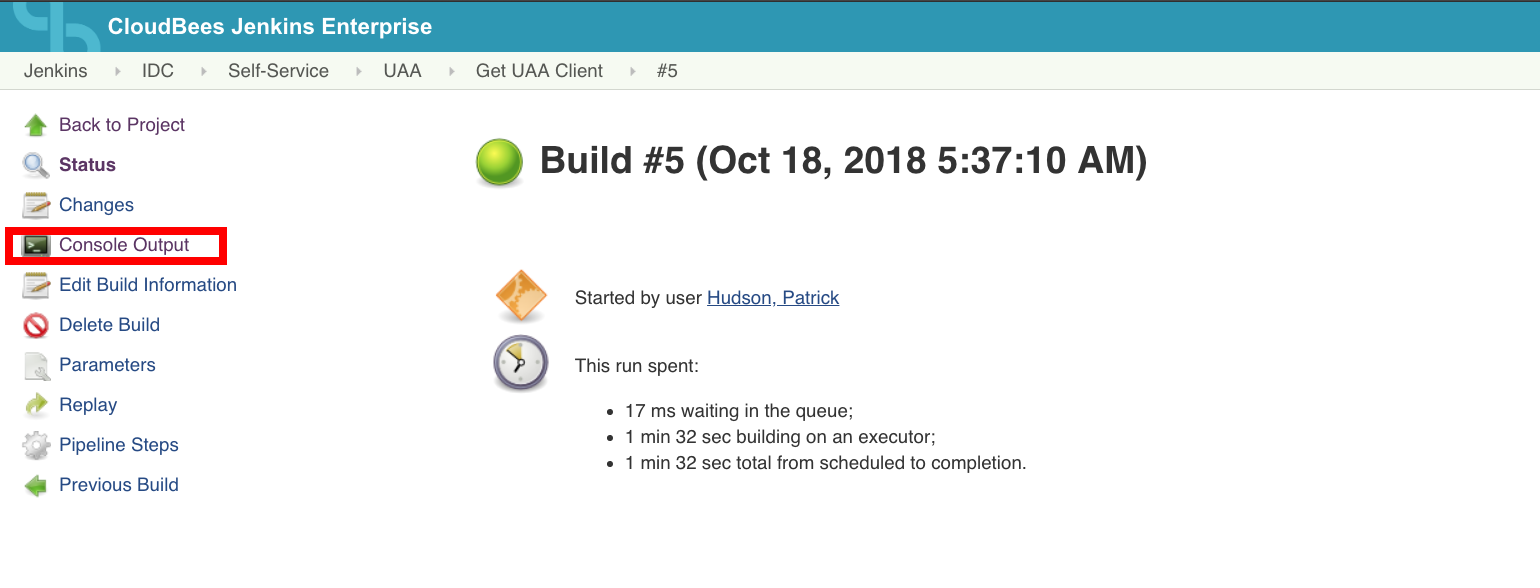 CloudBees Jenkins Enterprise
Jenkins IDC Self-Service UAA Get UAA Client #5
Back to Project
Status
Changes
Console Output
Edit Build Information
Delete Build
Parameters
Replay
Pipeline Steps
Previous Build
Build #5 (Oct 18, 2018 5:37:10 AM)
Started by user Hudson, Patrick
This run spent:
• 17 ms waiting in the queue;
• 1 min 32 sec building on an executor;
• 1 min 32 sec total from scheduled to completion.